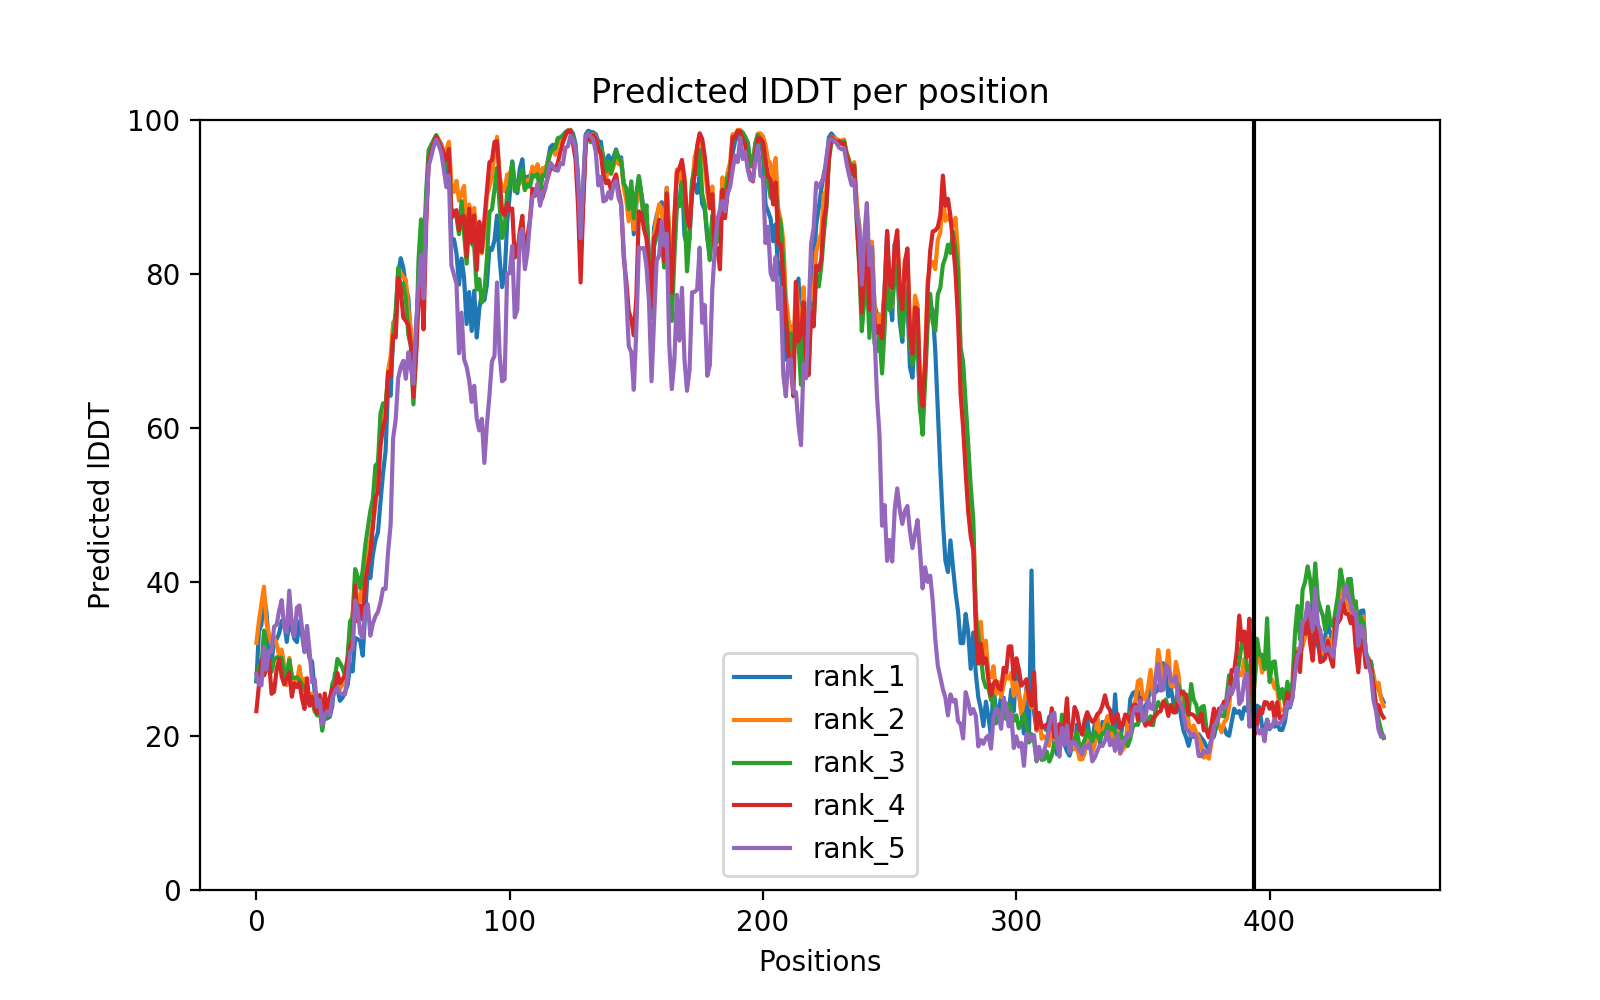 Predicted lDDT per position
100
80
60
40
20
0
Predicted lDDT
0 100 200 300 400
Positions
rank_1
rank_2
rank_3
rank_4
rank_5